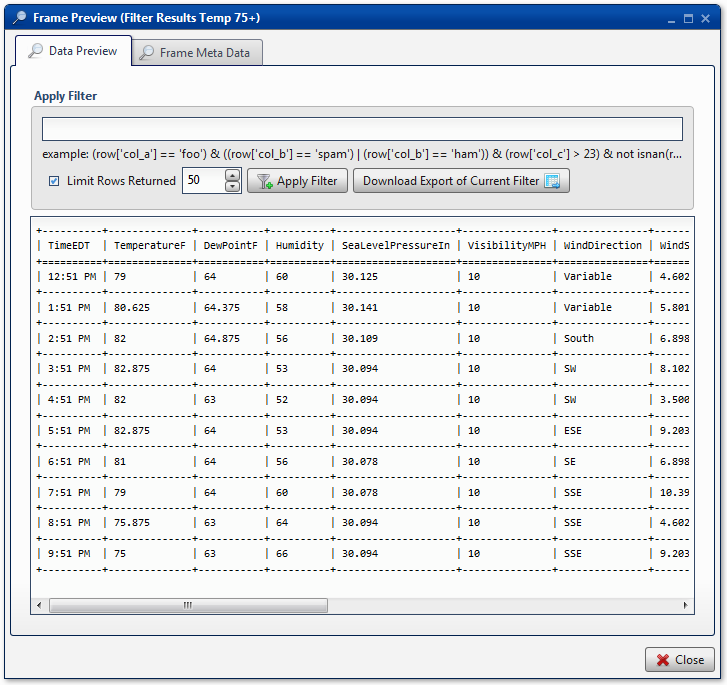 Frame Preview (Filter Results Temp 75+)
Data Preview Frame Meta Data
Apply Filter
example: (row['col_a'] == 'foo') & ((row['col_b'] == 'spam') | (row['col_b'] == 'ham')) & (row['col_c'] > 23) & not isnan(r...
Limit Rows Returned 50 Apply Filter Download Export of Current Filter
| TimeEDT | TemperatureF | DewPointF | Humidity | SeaLevelPressureIn | VisibilityMPH | WindDirection | WindS
| 12:51 PM | 79 | 64 | 60 | 30.125 | 10 | Variable | 4.602
| 1:51 PM | 80.625 | 64.375 | 58 | 30.141 | 10 | Variable | 5.801
| 2:51 PM | 82 | 64.875 | 56 | 30.109 | 10 | South | 6.898
| 3:51 PM | 82.875 | 64 | 53 | 30.094 | 10 | SW | 8.102
| 4:51 PM | 82 | 63 | 52 | 30.094 | 10 | SW | 3.500
| 5:51 PM | 82.875 | 64 | 53 | 30.094 | 10 | ESE | 9.203
| 6:51 PM | 81 | 64 | 56 | 30.078 | 10 | SE | 6.898
| 7:51 PM | 79 | 64 | 60 | 30.078 | 10 | SSE | 10.39
| 8:51 PM | 75.875 | 63 | 64 | 30.094 | 10 | SSE | 4.602
| 9:51 PM | 75 | 63 | 66 | 30.094 | 10 | SSE | 9.203
Close